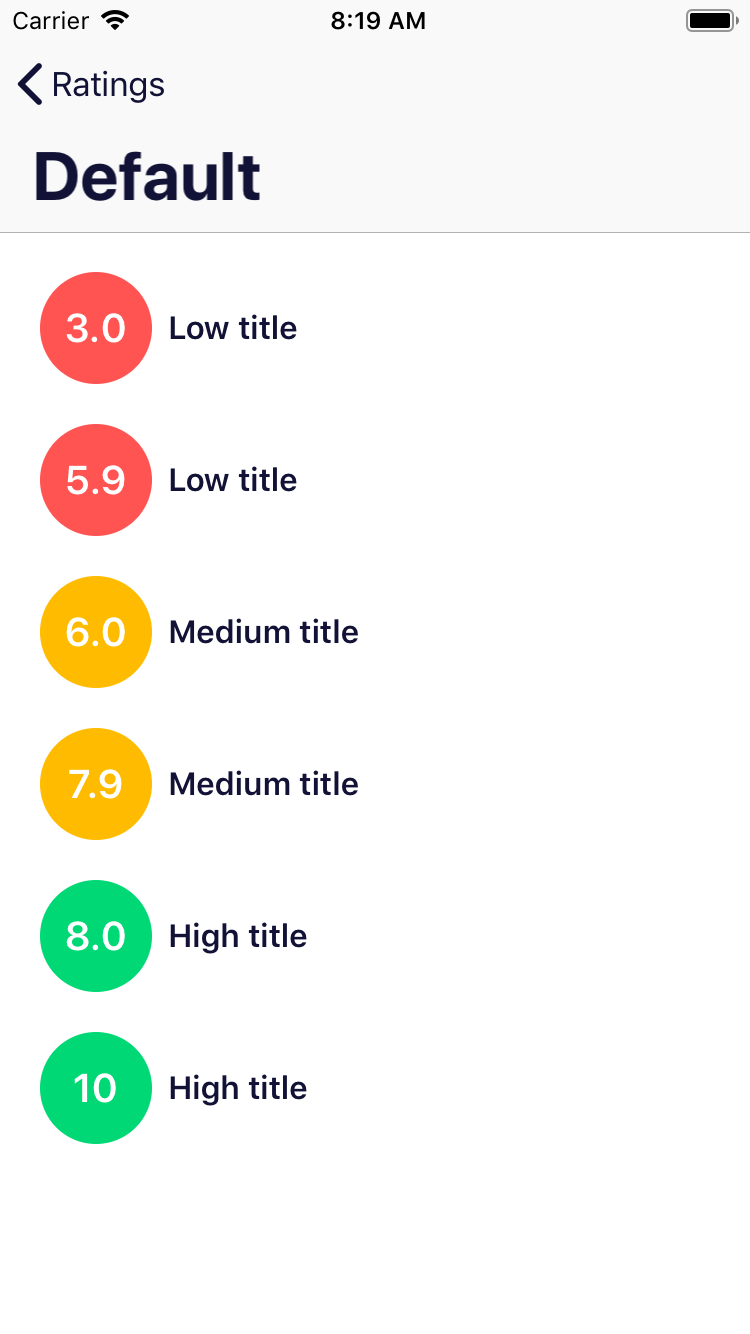 Carrier 8:19 AM
Ratings
Default
3.0 Low title
5.9 Low title
6.0 Medium title
7.9 Medium title
8.0 High title
10 High title